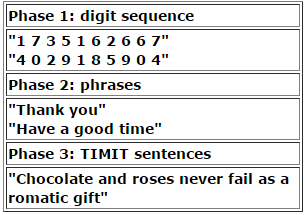 Phase 1: digit sequence
"1 7 3 5 1 6 2 6 6 7"
"4 0 2 9 1 8 5 9 0 4"
Phase 2: phrases
"Thank you"
"Have a good time"
Phase 3: TIMIT sentences
"Chocolate and roses never fail as a
romatic gift"